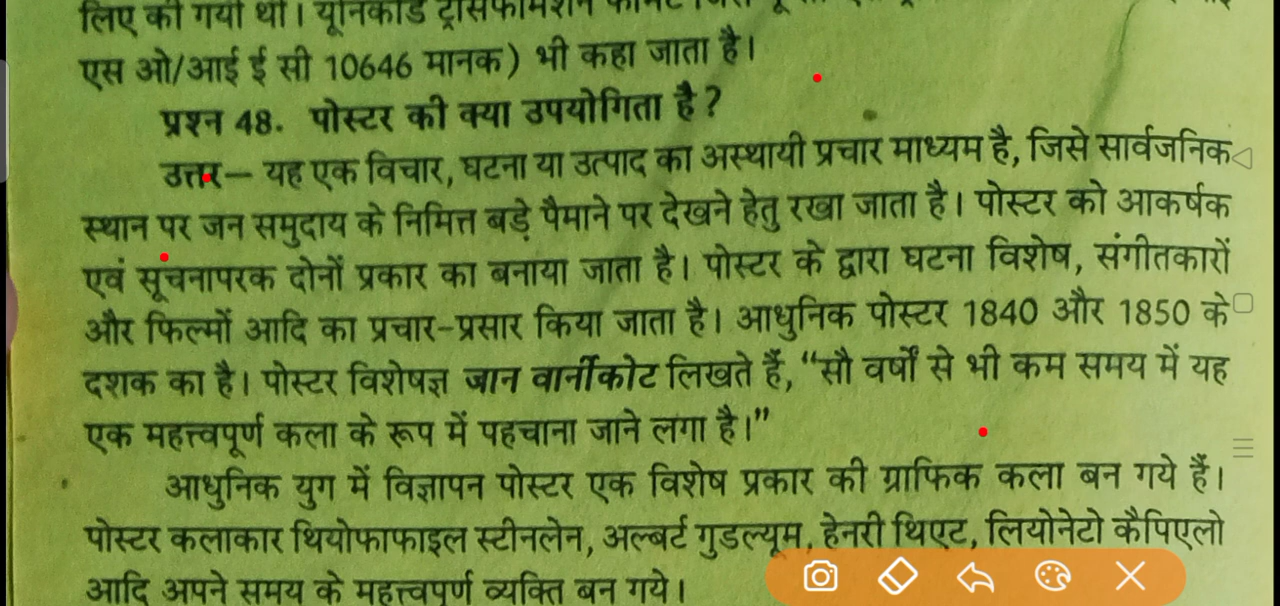 लिए की गयी थी। यूनिकोड ट्रांसफॉर्मेशन फॉर्मेट
एस ओ/आई ई सी 10646 मानक) भी कहा जाता है।
प्रश्न 48. पोस्टर की क्या उपयोगिता है?
उत्तर— यह एक विचार, घटना या उत्पाद का अस्थायी प्रचार माध्यम है, जिसे सार्वजनिक
स्थान पर जन समुदाय के निमित्त बड़े पैमाने पर देखने हेतु रखा जाता है। पोस्टर को आकर्षक
एवं सूचनापरक दोनों प्रकार का बनाया जाता है। पोस्टर के द्वारा घटना विशेष, संगीतकारों
और फिल्मों आदि का प्रचार-प्रसार किया जाता है। आधुनिक पोस्टर 1840 और 1850 के
दशक का है। पोस्टर विशेषज्ञ जान वार्नीकोट लिखते हैं, “सौ वर्षों से भी कम समय में यह
एक महत्त्वपूर्ण कला के रूप में पहचाना जाने लगा है।”
आधुनिक युग में विज्ञापन पोस्टर एक विशेष प्रकार की ग्राफिक कला बन गये हैं।
पोस्टर कलाकार थियोफाफाइल स्टीनलेन, अल्बर्ट गुडल्यूम, हेनरी थिएट, लियोनेटो कैपिएलो
आदि अपने समय के महत्त्वपूर्ण व्यक्ति बन गये।